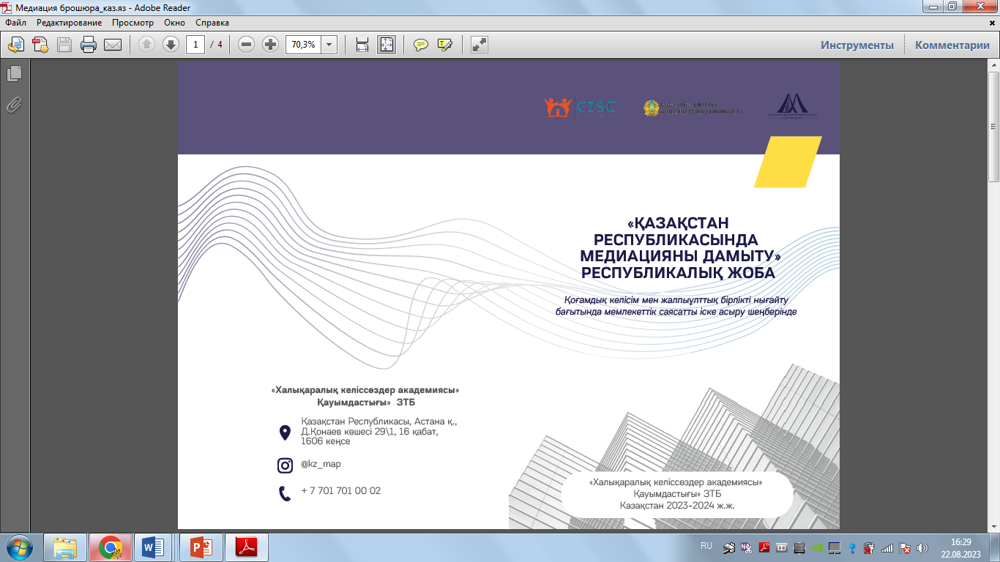 Медиация брошюра_каз.яз - Adobe Reader
Файл Редактирование Просмотр Окно Справка
1 / 4 70,3% Инструменты Комментарии
CISC
«ҚАЗАҚСТАН
РЕСПУБЛИКАСЫНДА
МЕДИАЦИЯНЫ ДАМЫТУ»
РЕСПУБЛИКАЛЫҚ ЖОБА
Қоғамдық келісім мен жалпыұлттық бірлікті нығайту
бағытында мемлекеттік саясатты іске асыру шеңберінде
«Халықаралық келіссөздер академиясы»
Қауымдастығы» ЗТБ
Қазақстан Республикасы, Астана қ.,
Д.Қонаев көшесі 29\1, 16 қабат,
1606 кеңсе
@kz_map
+ 7 701 701 00 02
«Халықаралық келіссөздер академиясы»
Қауымдастығы» ЗТБ
Казақстан 2023-2024 ж.ж.
RU
16:29
22.08.2023